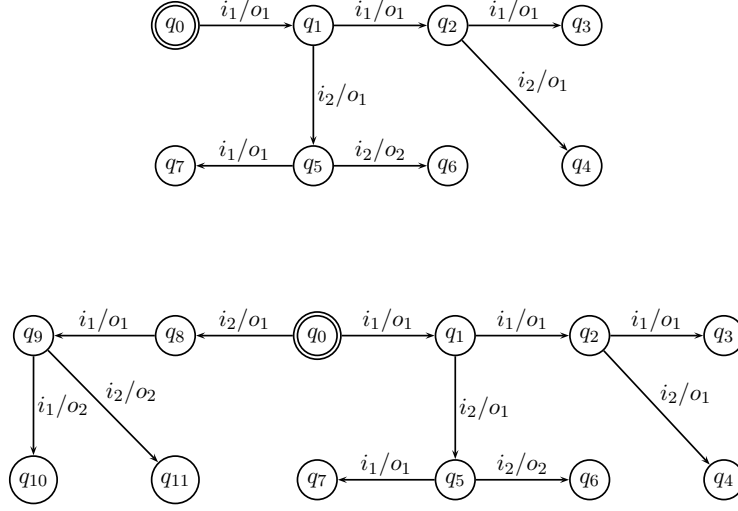 q0 i1/o1 q1 i1/o1 q2 i1/o1 q3
i2/o1 i2/o1
q7 i1/o1 q5 i2/o2 q6 q4
q9 i1/o1 q8 i2/o1 q0 i1/o1 q1 i1/o1 q2 i1/o1 q3
i1/o2 i2/o2 i2/o1 i2/o1
q10 q11 q7 i1/o1 q5 i2/o2 q6 q4